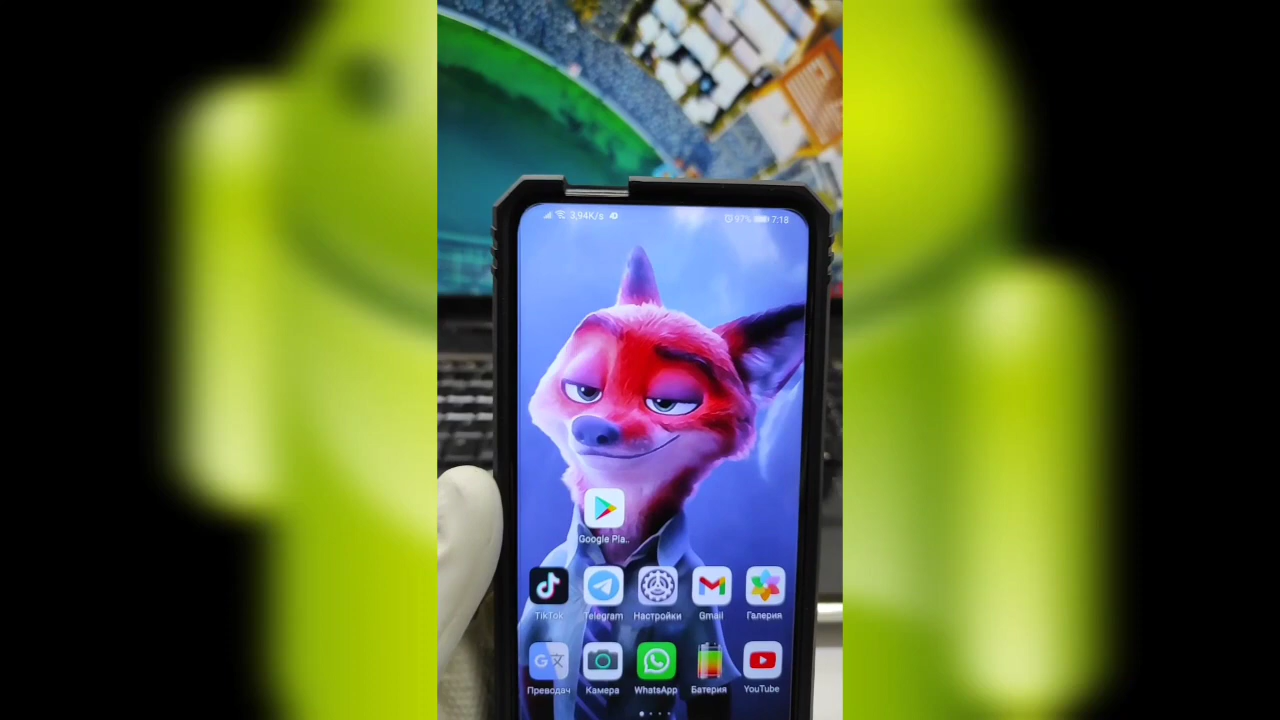 3,94K/s 97% 7:18
Google Pla..
TikTok Telegram Настройки Gmail Галерия
Преводач Камера WhatsApp Батерия YouTube